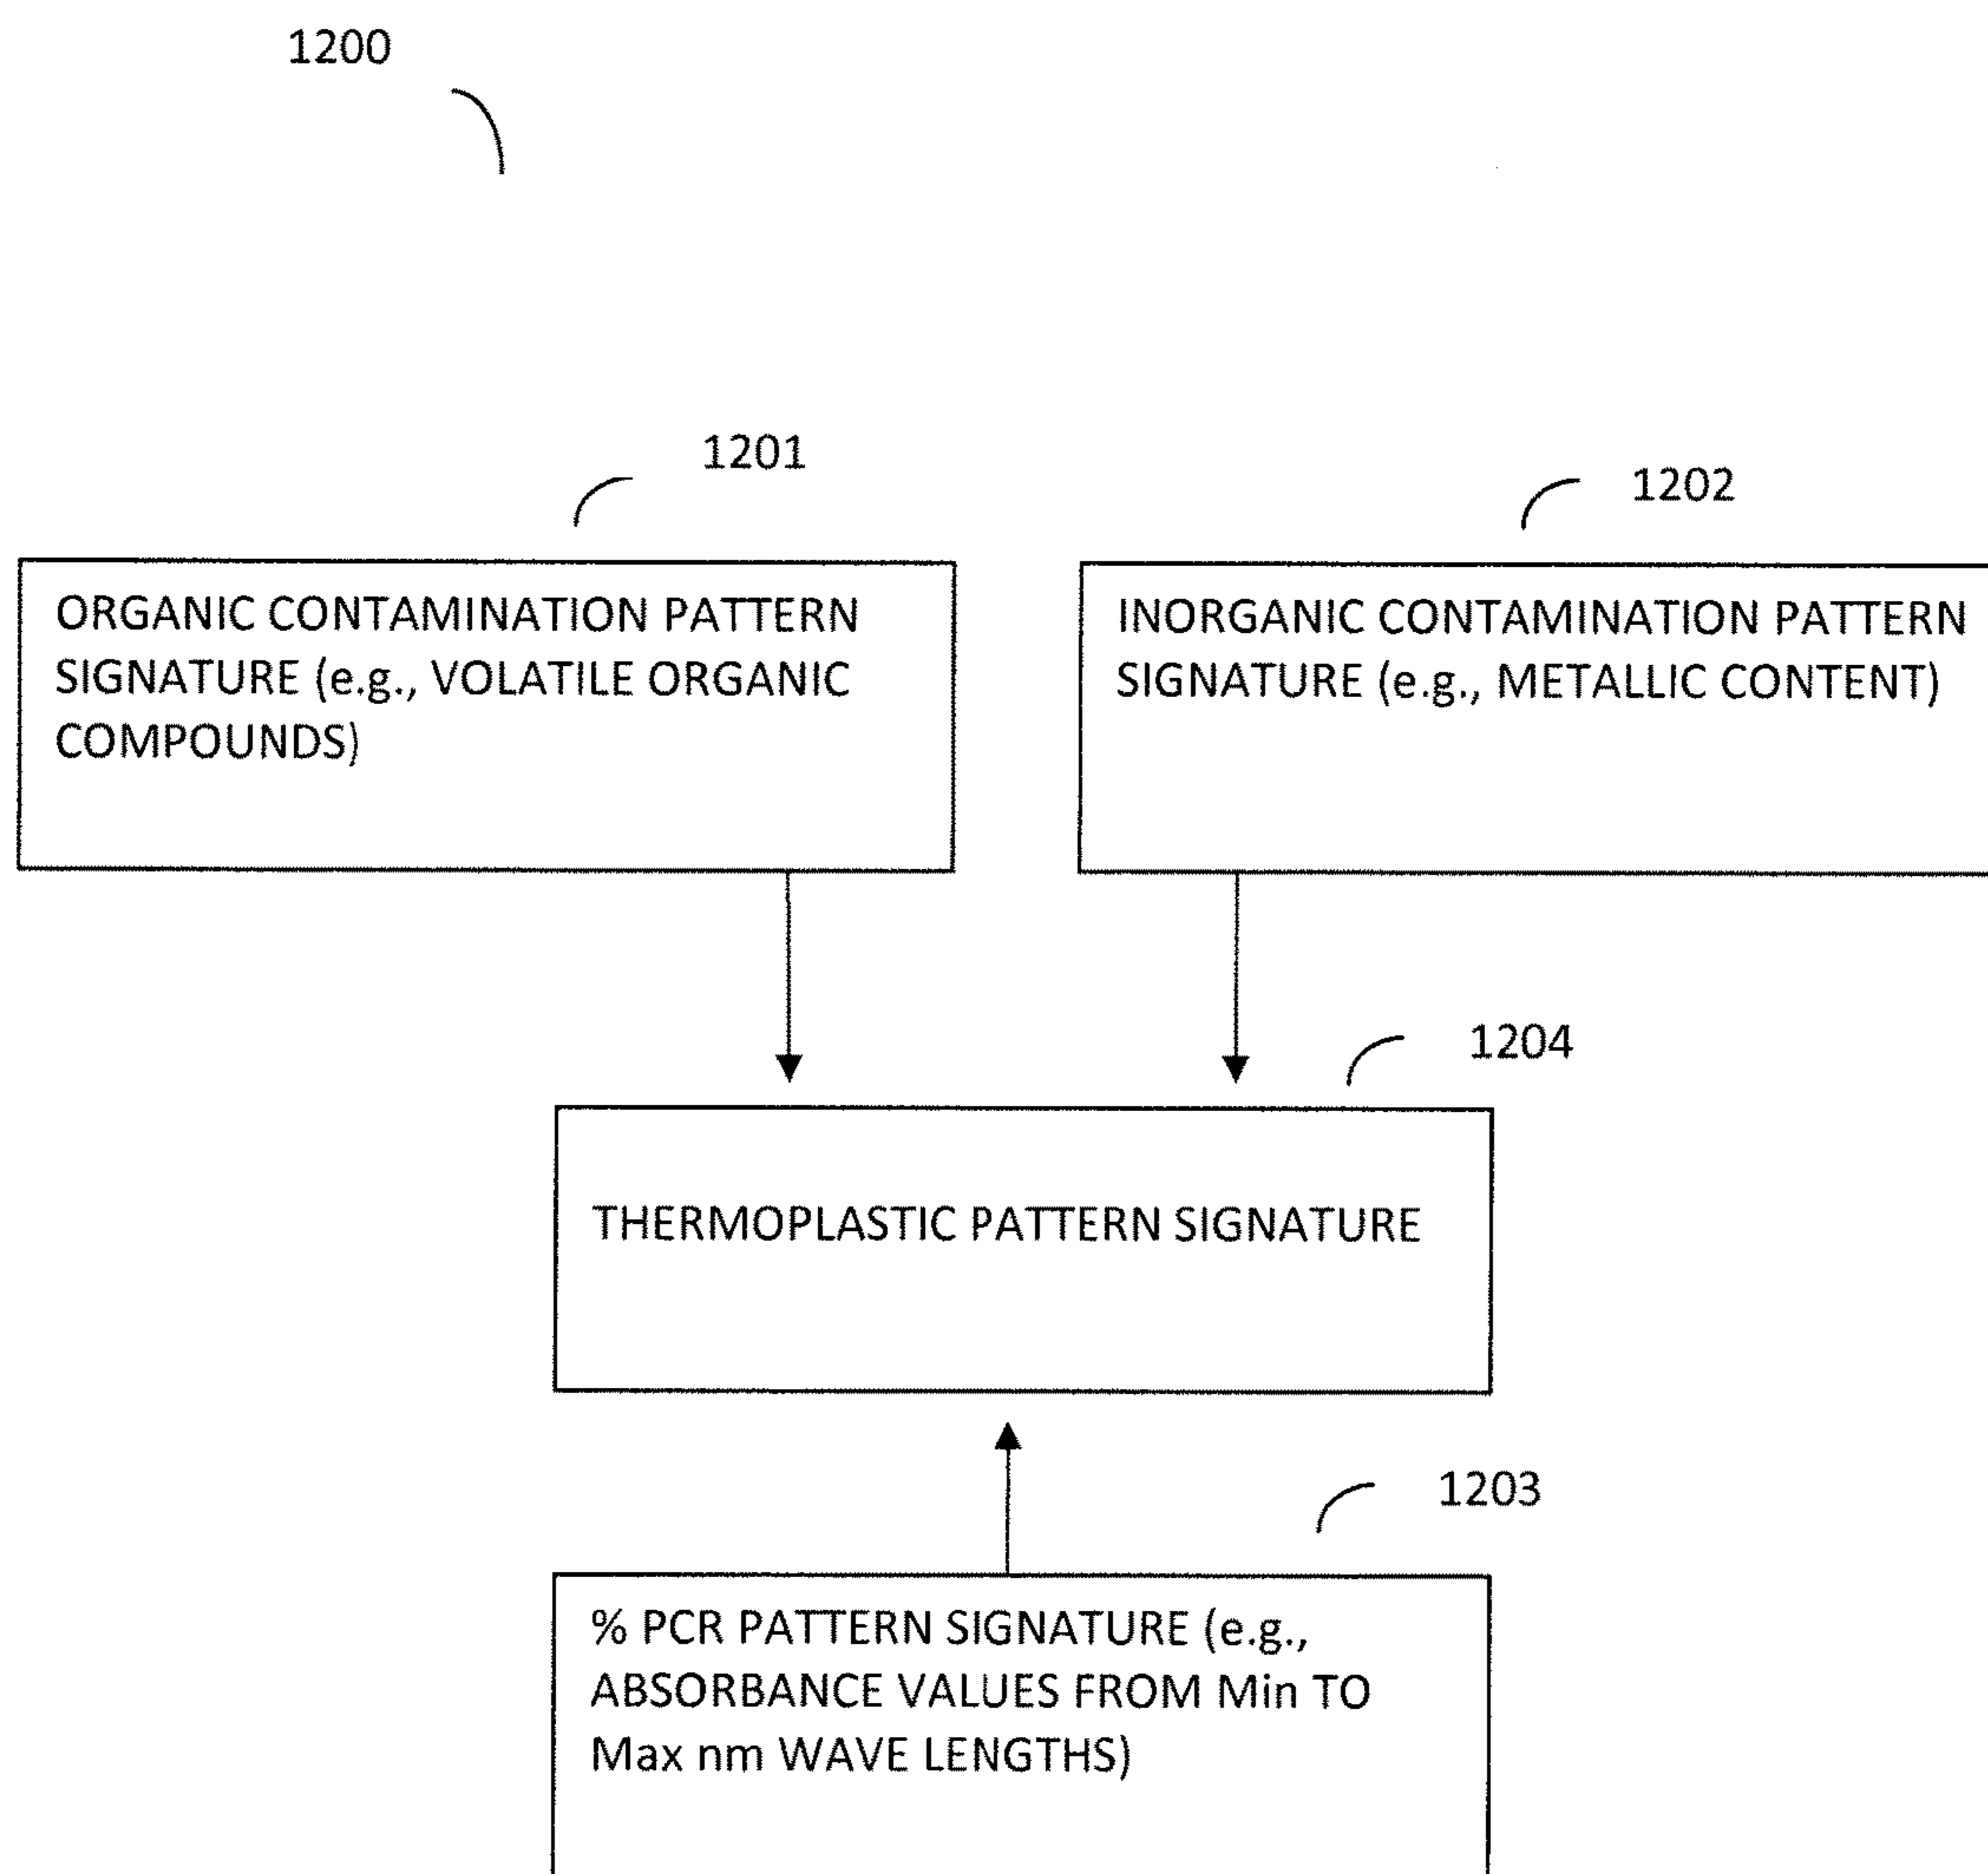 1200
1201
1202
ORGANIC CONTAMINATION PATTERN
SIGNATURE (e.g., VOLATILE ORGANIC
COMPOUNDS)
INORGANIC CONTAMINATION PATTERN
SIGNATURE (e.g., METALLIC CONTENT)
1204
THERMOPLASTIC PATTERN SIGNATURE
1203
% PCR PATTERN SIGNATURE (e.g.,
ABSORBANCE VALUES FROM Min TO
Max nm WAVE LENGTHS)